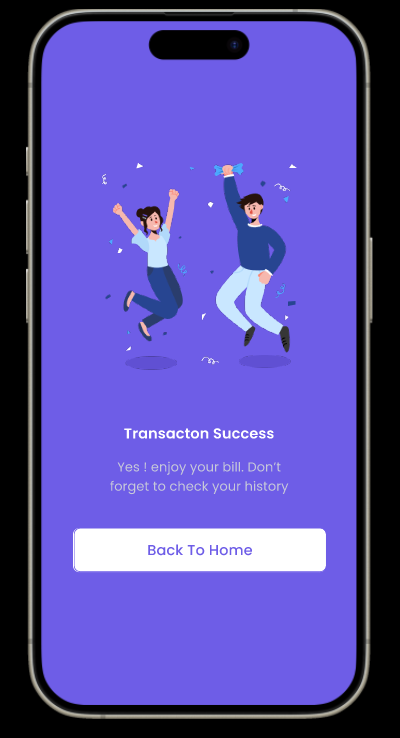 Transacton Success
Yes ! enjoy your bill. Don't
forget to check your history
Back To Home